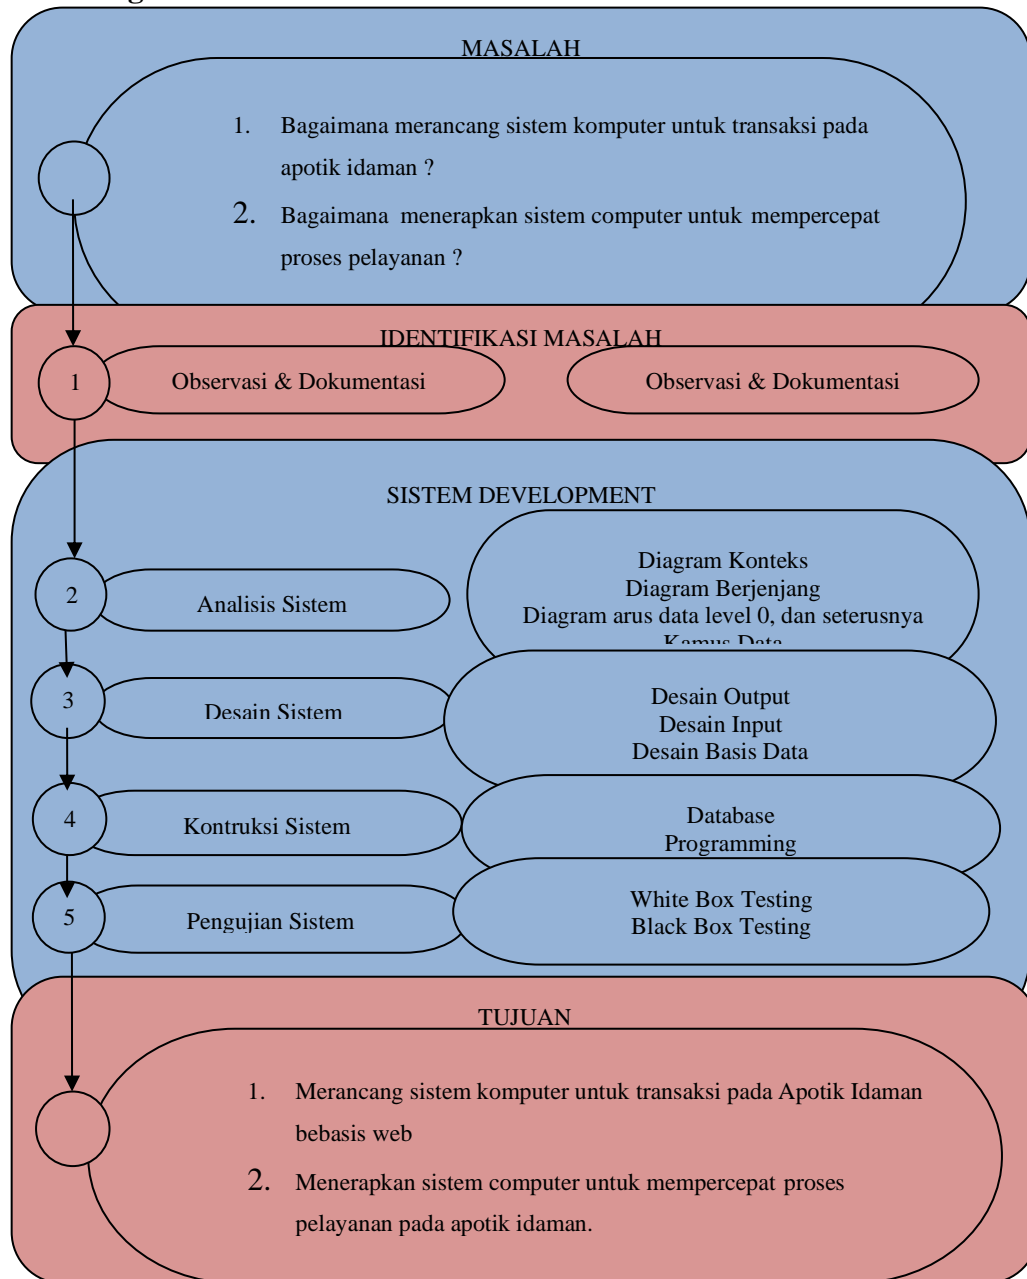 MASALAH
1. Bagaimana merancang sistem komputer untuk transaksi pada
apotik idaman ?
2. Bagaimana menerapkan sistem computer untuk mempercepat
proses pelayanan ?
IDENTIFIKASI MASALAH
1
Observasi & Dokumentasi
Observasi & Dokumentasi
SISTEM DEVELOPMENT
2
Analisis Sistem
Diagram Konteks
Diagram Berjenjang
Diagram arus data level 0, dan seterusnya
Kamus Data
3
Desain Sistem
Desain Output
Desain Input
Desain Basis Data
4
Kontruksi Sistem
Database
Programming
5
Pengujian Sistem
White Box Testing
Black Box Testing
TUJUAN
1. Merancang sistem komputer untuk transaksi pada Apotik Idaman
bebasis web
2. Menerapkan sistem computer untuk mempercepat proses
pelayanan pada apotik idaman.